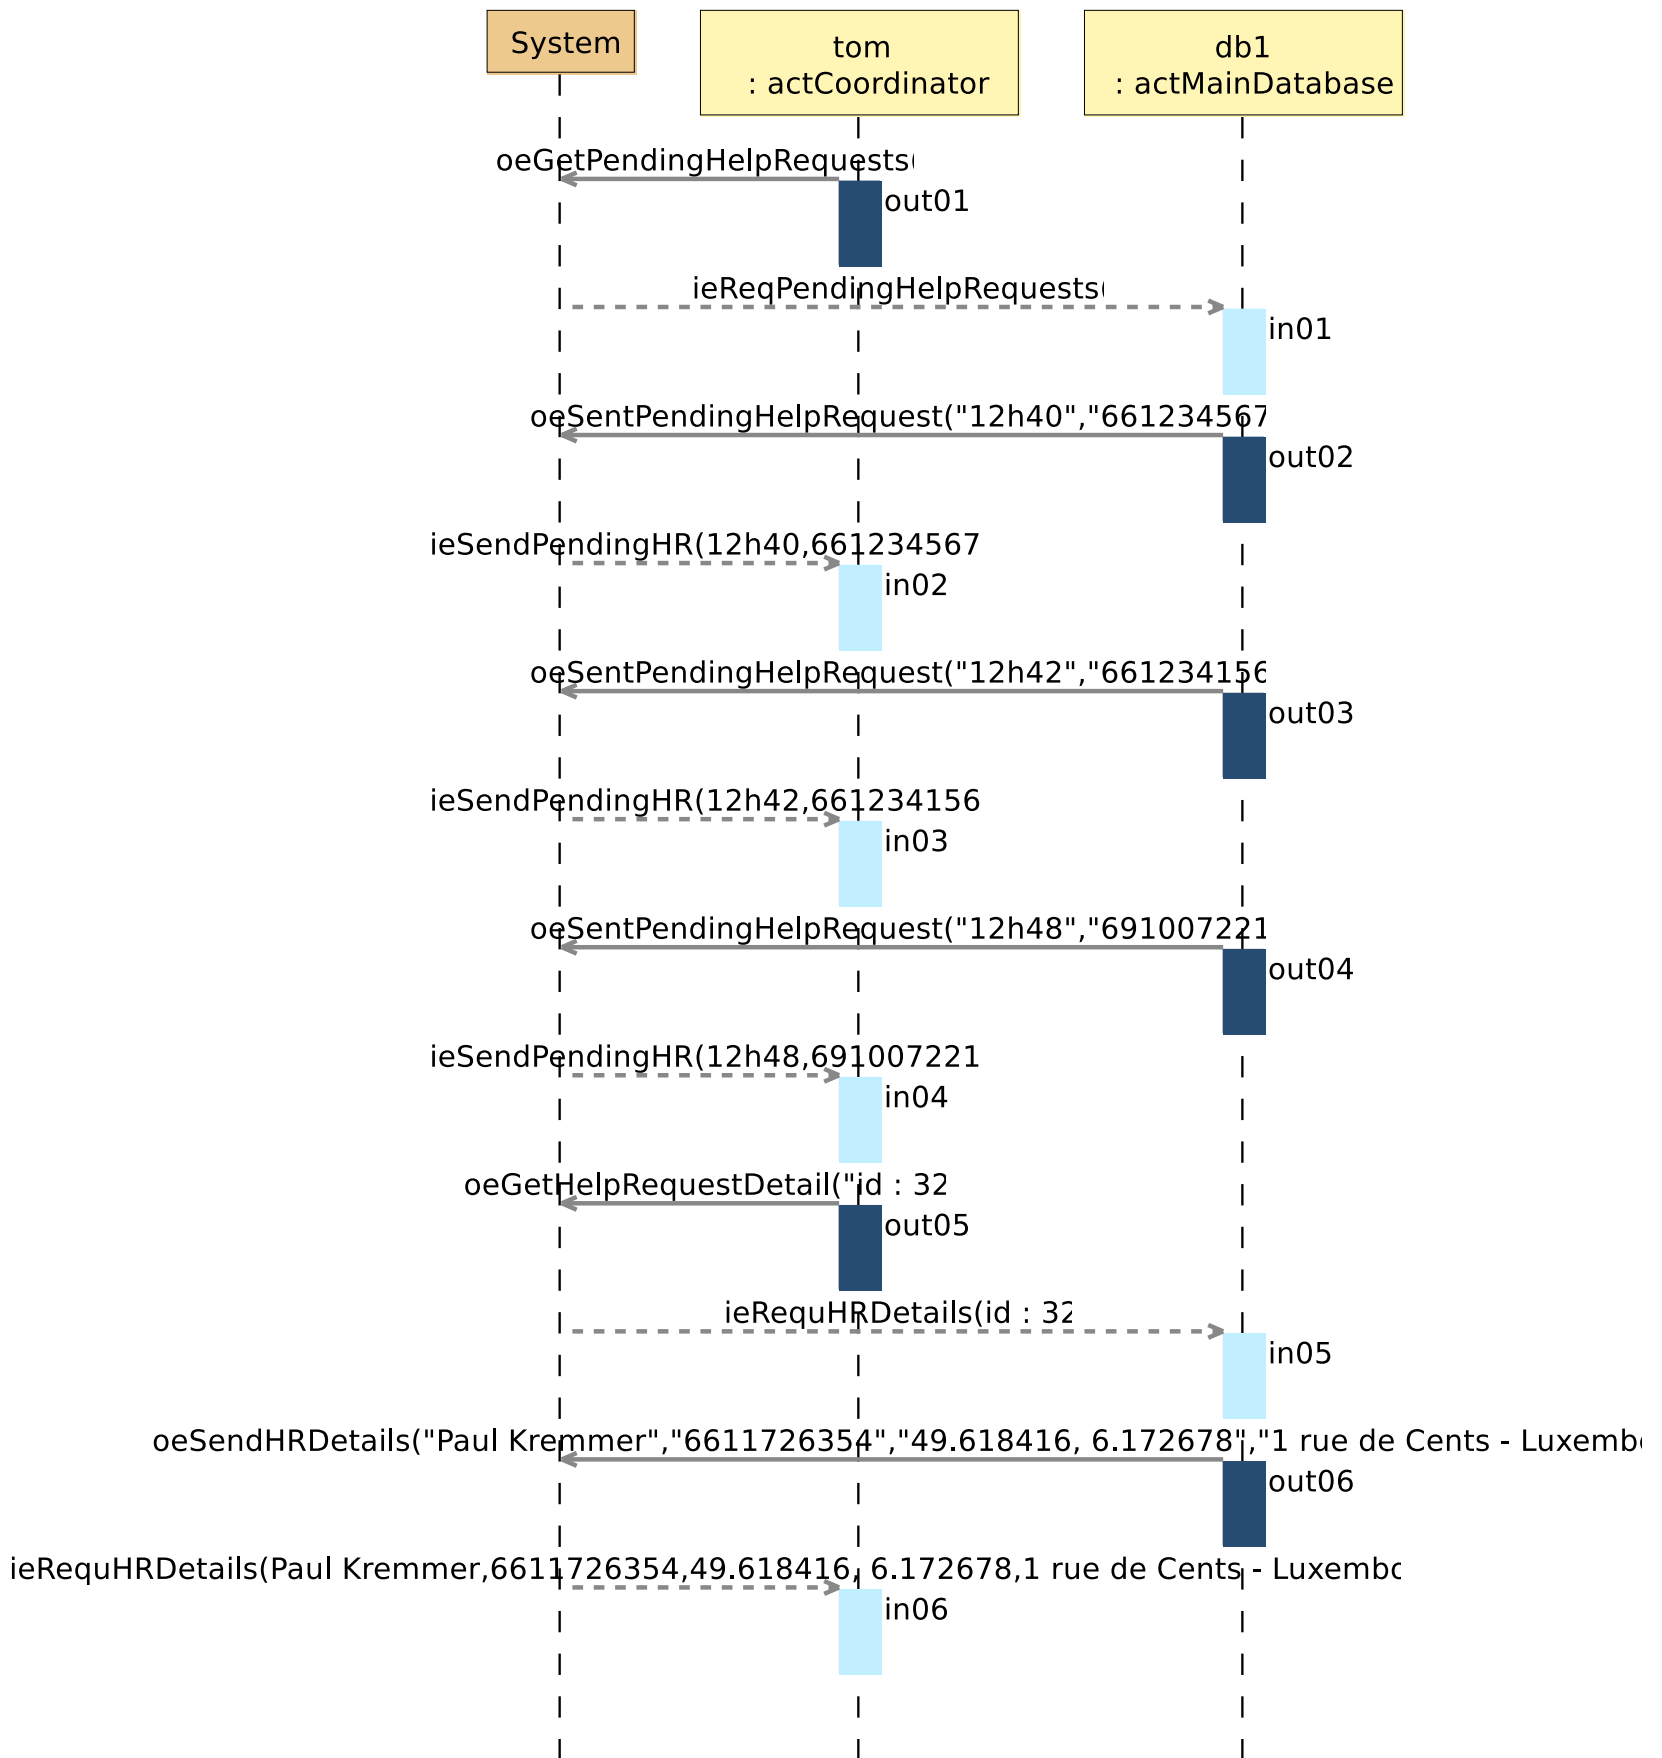 System
tom
: actCoordinator
db1
: actMainDatabase
oeGetPendingHelpRequests(
out01
ieReqPendingHelpRequests(
in01
oeSentPendingHelpRequest("12h40","661234567
out02
ieSendPendingHR(12h40,661234567
in02
oeSentPendingHelpRequest("12h42","661234156
out03
ieSendPendingHR(12h42,661234156
in03
oeSentPendingHelpRequest("12h48","691007221
out04
ieSendPendingHR(12h48,691007221
in04
oeGetHelpRequestDetail("id : 32
out05
ieRequHRDetails(id : 32
in05
oeSendHRDetails("Paul Kremmer","6611726354","49.618416, 6.172678","1 rue de Cents - Luxembo
out06
ieRequHRDetails(Paul Kremmer,6611726354,49.618416, 6.172678,1 rue de Cents - Luxembo
in06